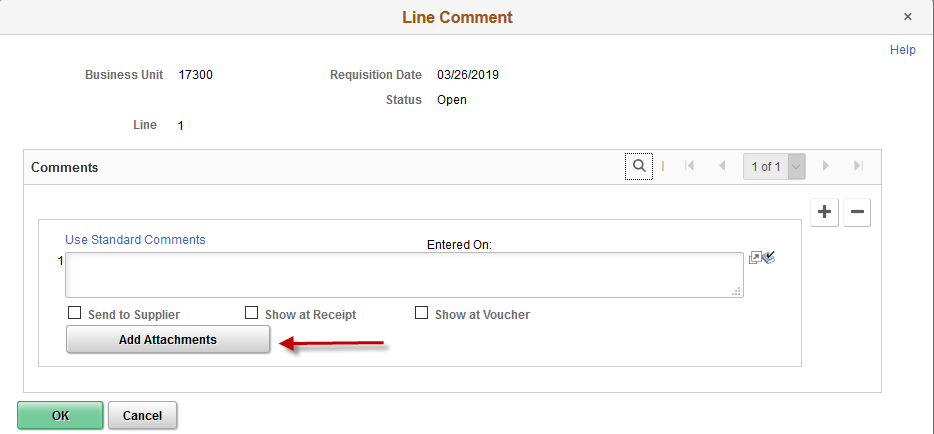 Line Comment ×
Help
Business Unit 17300 Requisition Date 03/26/2019
Status Open
Line 1
Comments 1 of 1
Use Standard Comments Entered On:
1
Send to Supplier Show at Receipt Show at Voucher
Add Attachments
OK Cancel